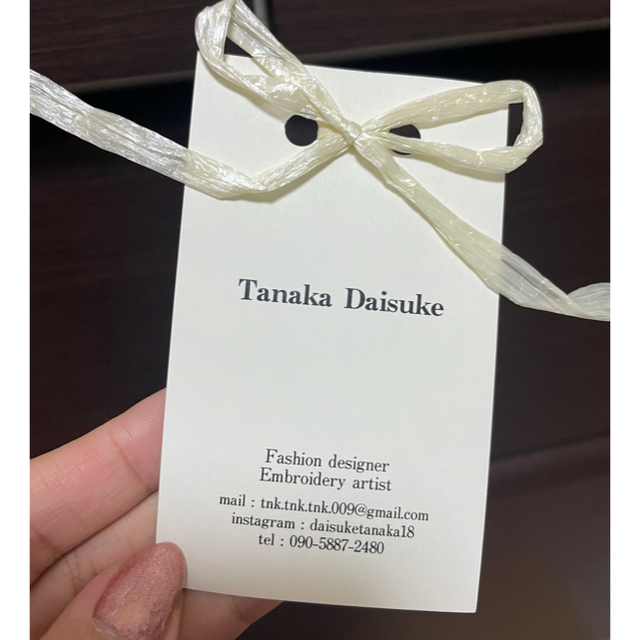 Tanaka Daisuke
Fashion designer
Embroidery artist
mail : tnk.tnk.tnk.009@gmail.com
instagram : daisuketanaka18
tel : 090-5887-2480